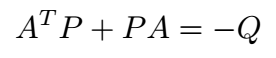 $A^T P + PA = -Q$